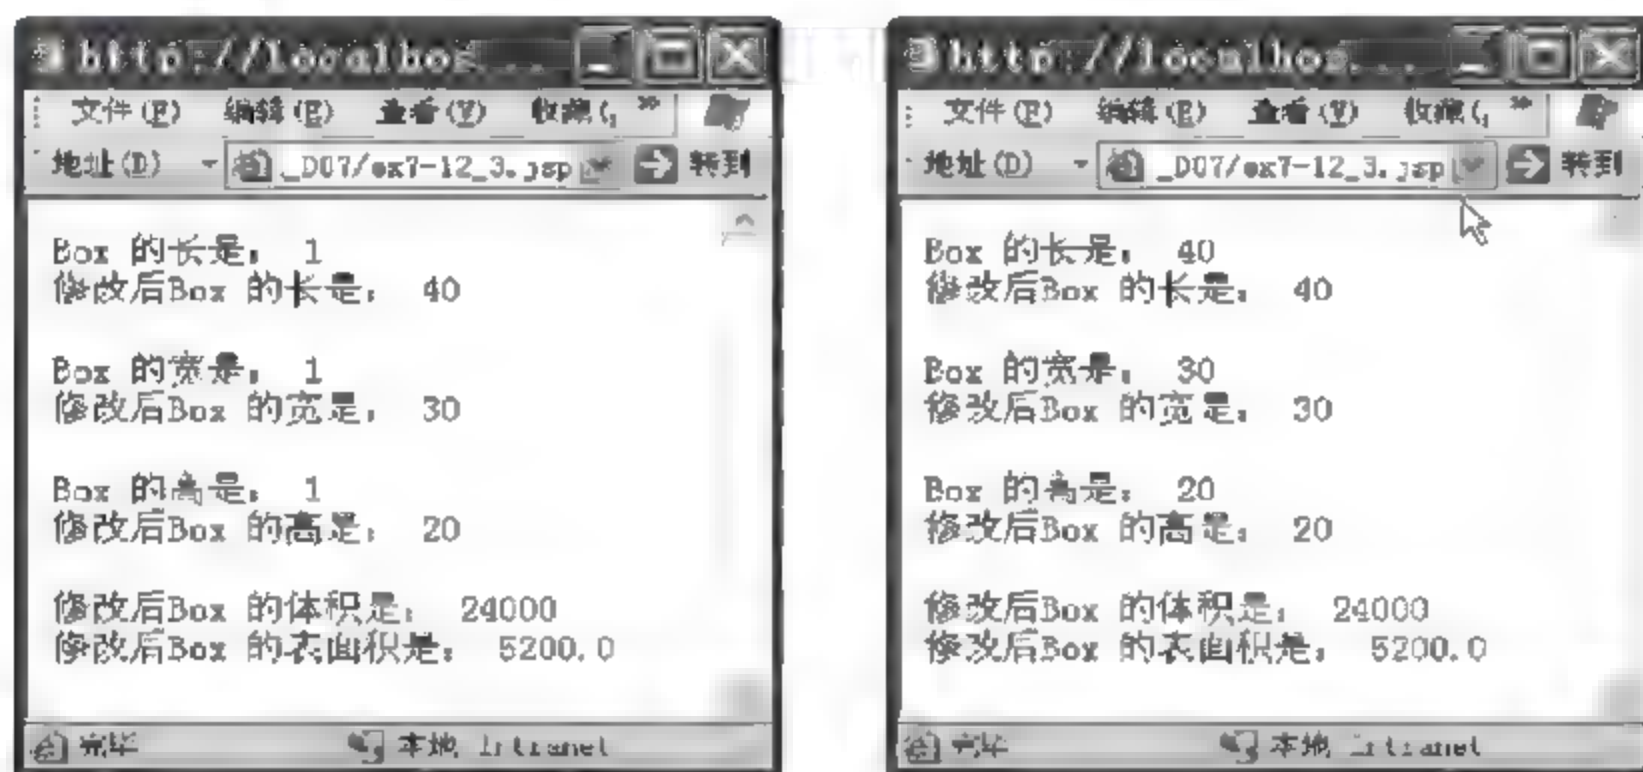 http://localhos...
文件(F) 编辑(E) 查看(V) 收藏(
地址(D) _D07/ex7-12_3.jsp 转到
Box 的长是： 1
修改后Box 的长是： 40
Box 的宽是： 1
修改后Box 的宽是： 30
Box 的高是： 1
修改后Box 的高是： 20
修改后Box 的体积是： 24000
修改后Box 的表面积是： 5200.0
完毕 本地 Intranet
http://localhos...
文件(F) 编辑(E) 查看(V) 收藏(
地址(D) _D07/ex7-12_3.jsp 转到
Box 的长是： 40
修改后Box 的长是： 40
Box 的宽是： 30
修改后Box 的宽是： 30
Box 的高是： 20
修改后Box 的高是： 20
修改后Box 的体积是： 24000
修改后Box 的表面积是： 5200.0
完毕 本地 Intranet